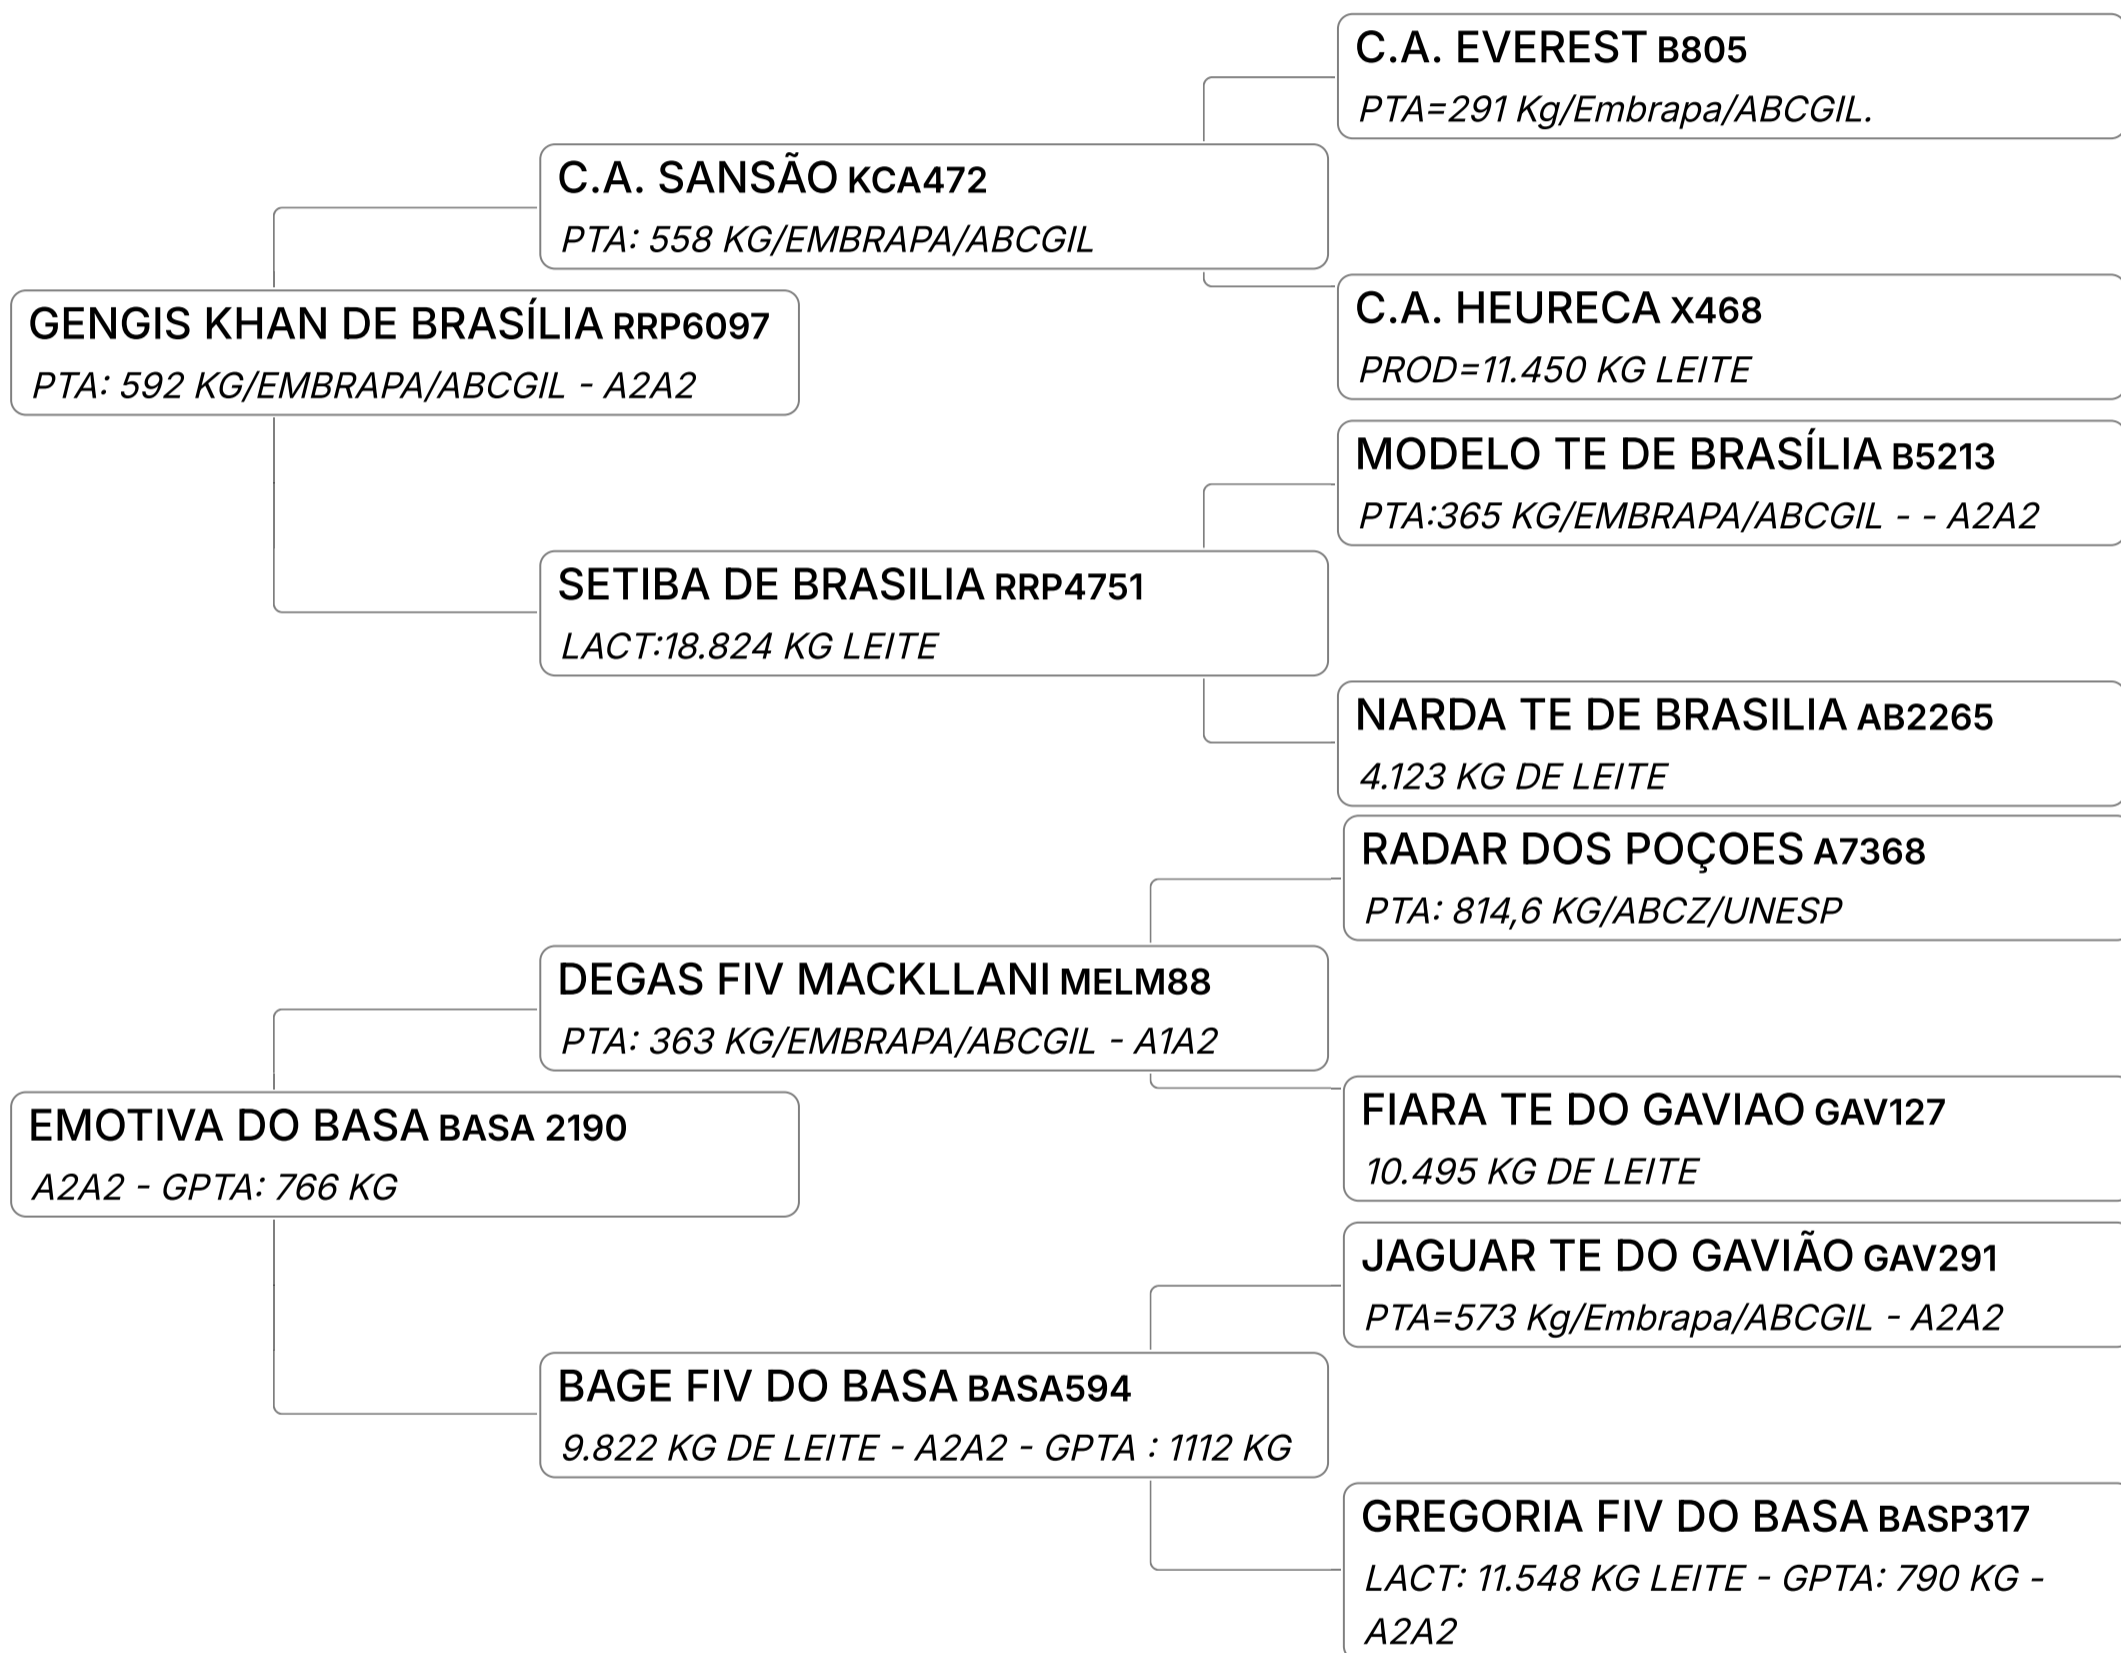 C.A. EVEREST B805
PTA=291 Kg/Embrapa/ABCGIL.
C.A. SANSÃO KCA472
PTA: 558 KG/EMBRAPA/ABCGIL
C.A. HEURECA X468
PROD=11.450 KG LEITE
GENGIS KHAN DE BRASÍLIA RRP6097
PTA: 592 KG/EMBRAPA/ABCGIL - A2A2
MODELO TE DE BRASÍLIA B5213
PTA:365 KG/EMBRAPA/ABCGIL - - A2A2
SETIBA DE BRASILIA RRP4751
LACT:18.824 KG LEITE
NARDA TE DE BRASILIA AB2265
4.123 KG DE LEITE
RADAR DOS POÇOES A7368
PTA: 814,6 KG/ABCZ/UNESP
DEGAS FIV MACKLLANI MELM88
PTA: 363 KG/EMBRAPA/ABCGIL - A1A2
FIARA TE DO GAVIAO GAV127
10.495 KG DE LEITE
EMOTIVA DO BASA BASA 2190
A2A2 - GPTA: 766 KG
JAGUAR TE DO GAVIÃO GAV291
PTA=573 Kg/Embrapa/ABCGIL - A2A2
BAGE FIV DO BASA BASA594
9.822 KG DE LEITE - A2A2 - GPTA : 1112 KG
GREGORIA FIV DO BASA BASP317
LACT: 11.548 KG LEITE - GPTA: 790 KG -
A2A2